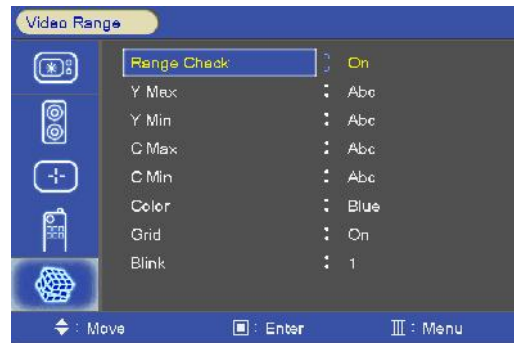 Video Range
Range Check : On
Y Max : Abc
Y Min : Abc
C Max : Abc
C Min : Abc
Color : Blue
Grid : On
Blink : 1
: Move : Enter : Menu